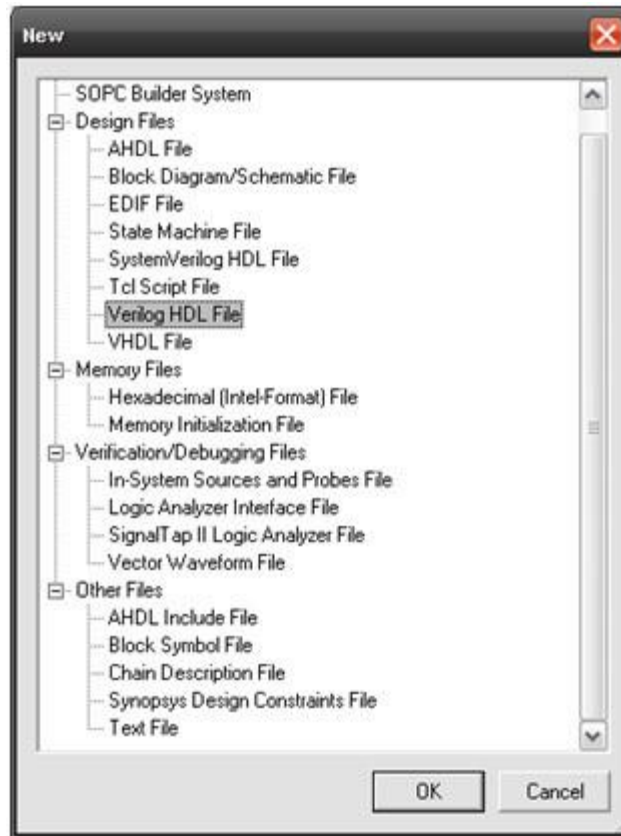 New
SOPC Builder System
Design Files
AHDL File
Block Diagram/Schematic File
EDIF File
State Machine File
SystemVerilog HDL File
Tcl Script File
Verilog HDL File
VHDL File
Memory Files
Hexadecimal (Intel-Format) File
Memory Initialization File
Verification/Debugging Files
In-System Sources and Probes File
Logic Analyzer Interface File
SignalTap II Logic Analyzer File
Vector Waveform File
Other Files
AHDL Include File
Block Symbol File
Chain Description File
Synopsys Design Constraints File
Text File
OK Cancel